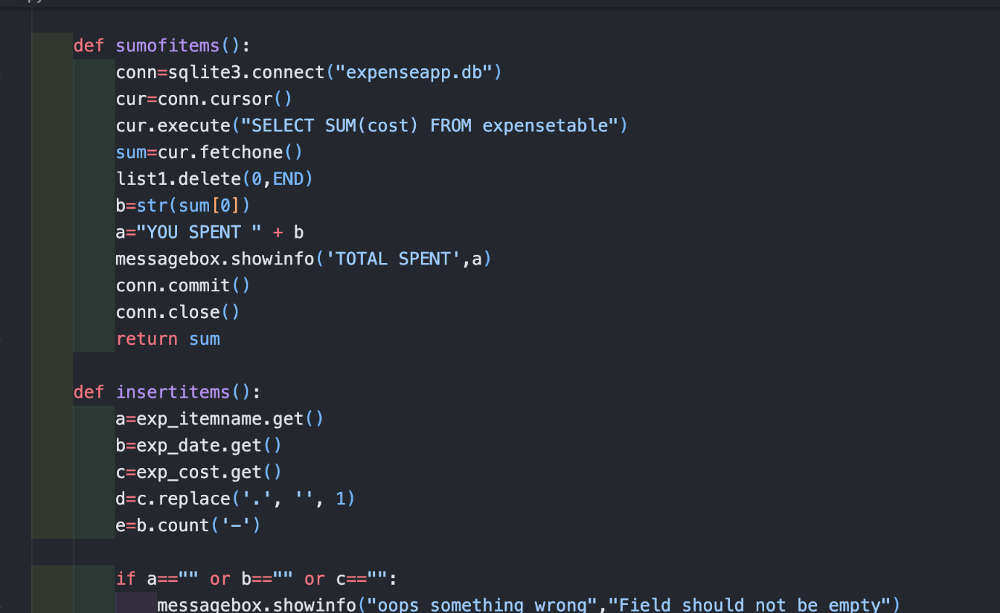 def sumofitems():
conn=sqlite3.connect("expenseapp.db")
cur=conn.cursor()
cur.execute("SELECT SUM(cost) FROM expensetable")
sum=cur.fetchone()
list1.delete(0,END)
b=str(sum[0])
a="YOU SPENT " + b
messagebox.showinfo('TOTAL SPENT',a)
conn.commit()
conn.close()
return sum
def insertitems():
a=exp_itemname.get()
b=exp_date.get()
c=exp_cost.get()
d=c.replace('.', '', 1)
e=b.count('-')
if a=="" or b=="" or c=="":
messagebox.showinfo("oops something wrong","Field should not be empty")